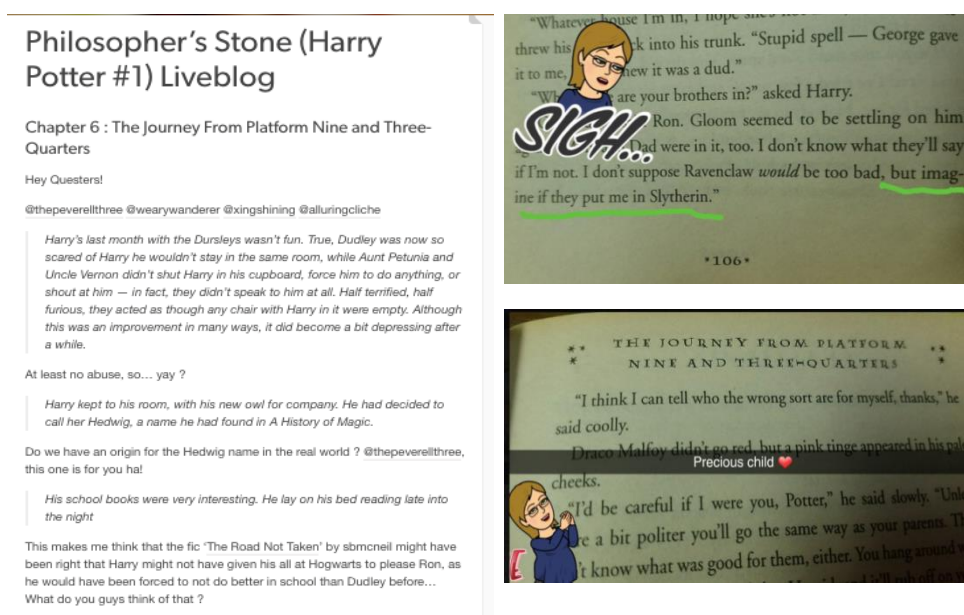 Philosopher’s Stone (Harry
Potter #1) Liveblog
Chapter 6 : The Journey From Platform Nine and Three-
Quarters
Hey Questers!
@thepeverellthree @wearywanderer @xingshining @alluringcliche
Harry’s last month with the Dursleys wasn’t fun. True, Dudley was now so
scared of Harry he wouldn’t stay in the same room, while Aunt Petunia and
Uncle Vernon didn’t shut Harry in his cupboard, force him to do anything, or
shout at him — in fact, they didn’t speak to him at all. Half terrified, half
furious, they acted as though any chair with Harry in it were empty. Although
this was an improvement in many ways, it did become a bit depressing after
a while.
At least no abuse, so… yay ?
Harry kept to his room, with his new owl for company. He had decided to
call her Hedwig, a name he had found in A History of Magic.
Do we have an origin for the Hedwig name in the real world ? @thepeverellthree,
this one is for you ha!
His school books were very interesting. He lay on his bed reading late into
the night
This makes me think that the fic ‘The Road Not Taken’ by sbmcneil might have
been right that Harry might not have given his all at Hogwarts to please Ron, as
he would have been forced to not do better in school than Dudley before…
What do you guys think of that ?
“Whatever house I’m in, I hope
threw his ck into his trunk. “Stupid spell — George gave
it to me, new it was a dud.”
“Wh are your brothers in?” asked Harry.
Ron. Gloom seemed to be settling on him
SIGH...
Dad were in it, too. I don’t know what they’ll say
if I’m not. I don’t suppose Ravenclaw would be too bad, but imag-
ine if they put me in Slytherin.”
*106*
THE JOURNEY FROM PLATFORM
NINE AND THREE-QUARTERS
“I think I can tell who the wrong sort are for myself, thanks,” he
said coolly.
Draco Malfoy didn’t go red, but a pink tinge appeared in his pale
Precious child ❤
cheeks.
“I’d be careful if I were you, Potter,” he said slowly. “Unle
re a bit politer you’ll go the same way as your parents. Th
’t know what was good for them, either. You hang around w